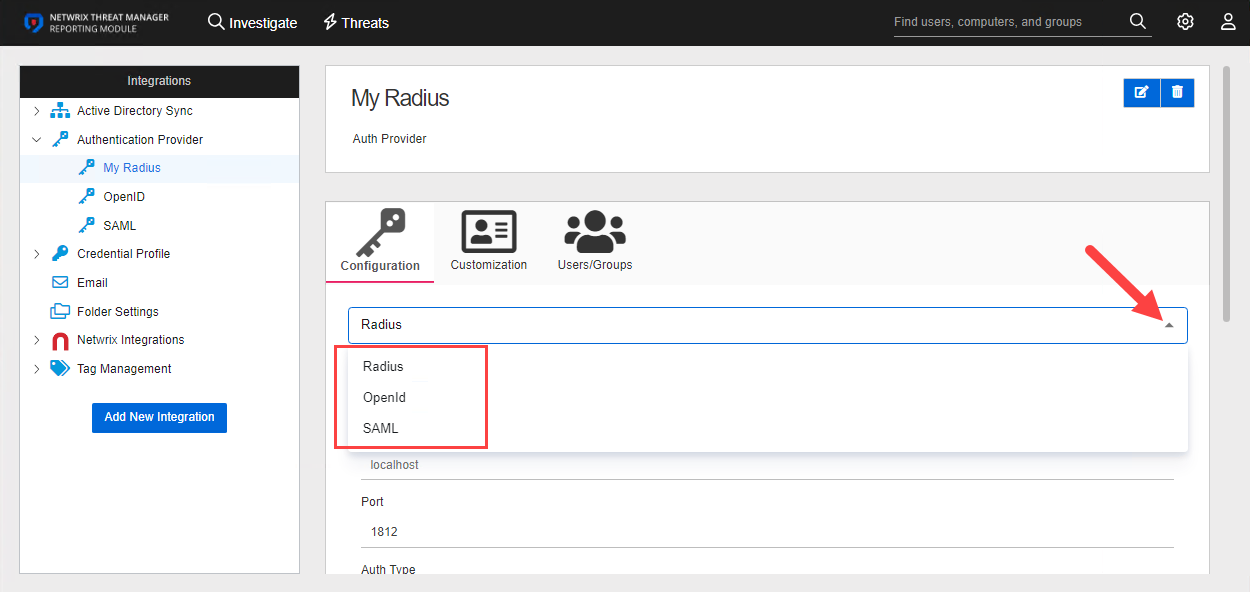 NETWRIX THREAT MANAGER
REPORTING MODULE
Investigate
Threats
Find users, computers, and groups
Integrations
Active Directory Sync
Authentication Provider
My Radius
OpenID
SAML
Credential Profile
Email
Folder Settings
Netwrix Integrations
Tag Management
Add New Integration
My Radius
Auth Provider
Configuration
Customization
Users/Groups
Radius
Radius
OpenId
SAML
localhost
Port
1812
Auth Type